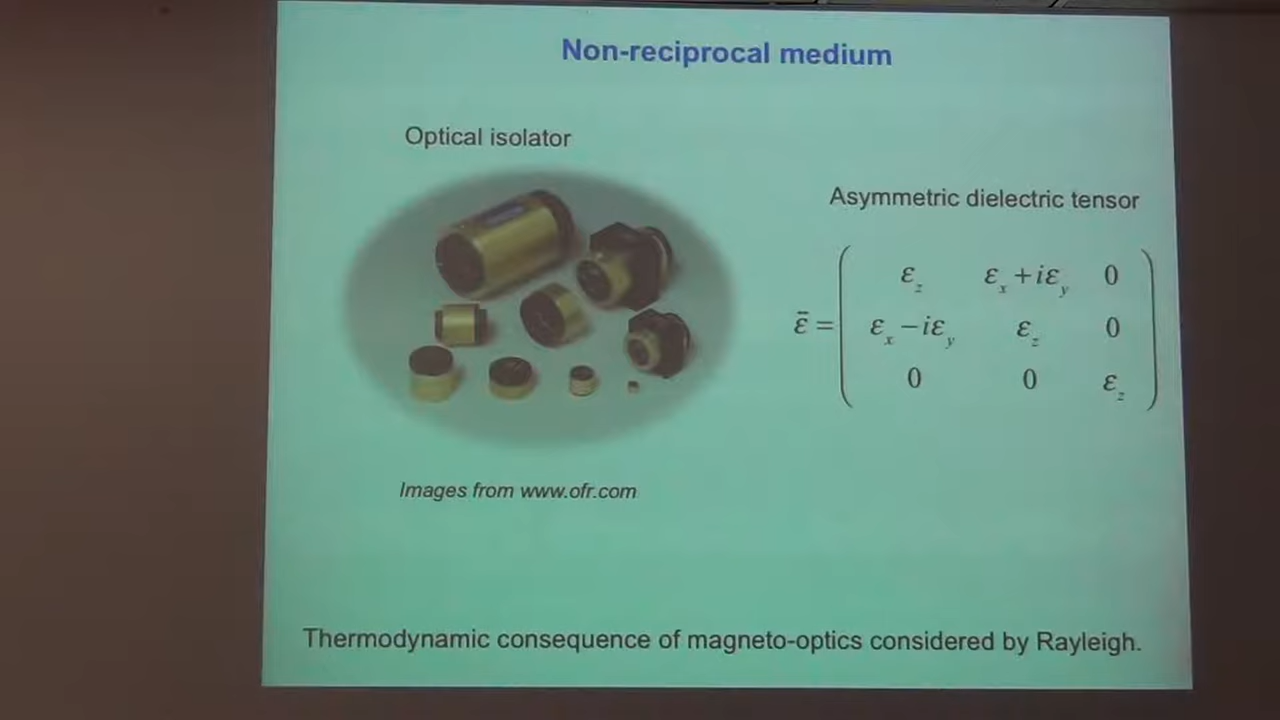 Non-reciprocal medium
Optical isolator
Asymmetric dielectric tensor
ε_z ε_x + iε_y 0
ε̄ = ε_x − iε_y ε_z 0
0 0 ε_z
Images from www.ofr.com
Thermodynamic consequence of magneto-optics considered by Rayleigh.